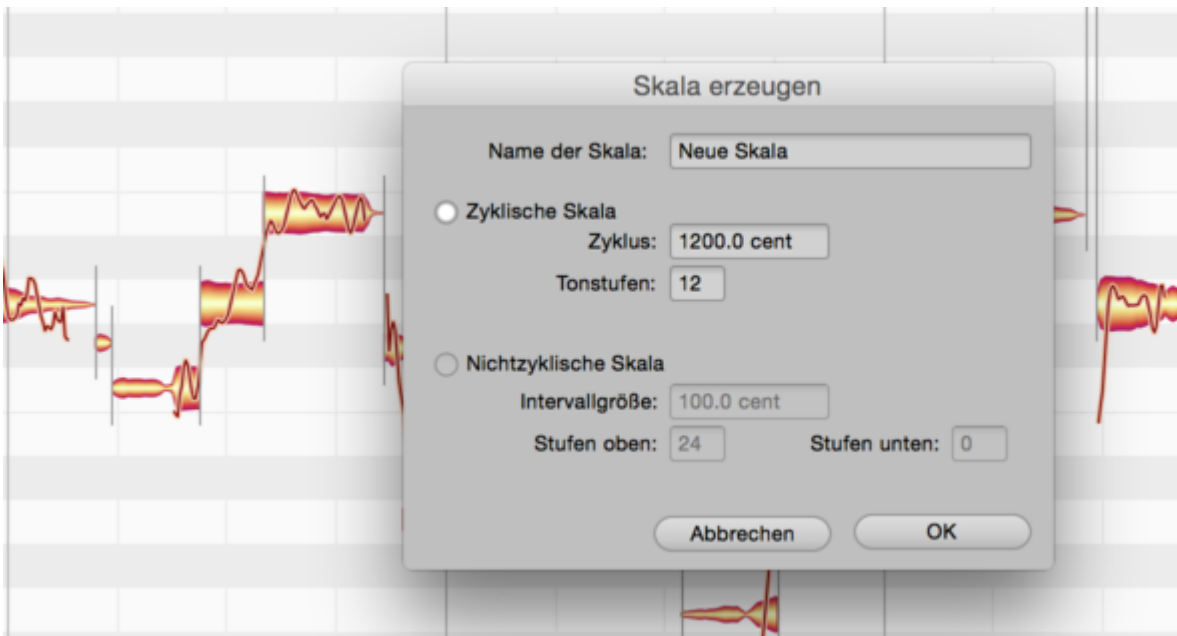 Skala erzeugen
Name der Skala: Neue Skala
Zyklische Skala
Zyklus: 1200.0 cent
Tonstufen: 12
Nichtzyklische Skala
Intervallgröße: 100.0 cent
Stufen oben: 24 Stufen unten: 0
Abbrechen OK